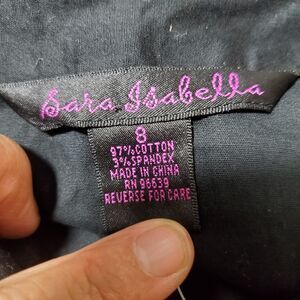 Sara Isabella
8
97% COTTON
3% SPANDEX
MADE IN CHINA
RN 96639
REVERSE FOR CARE